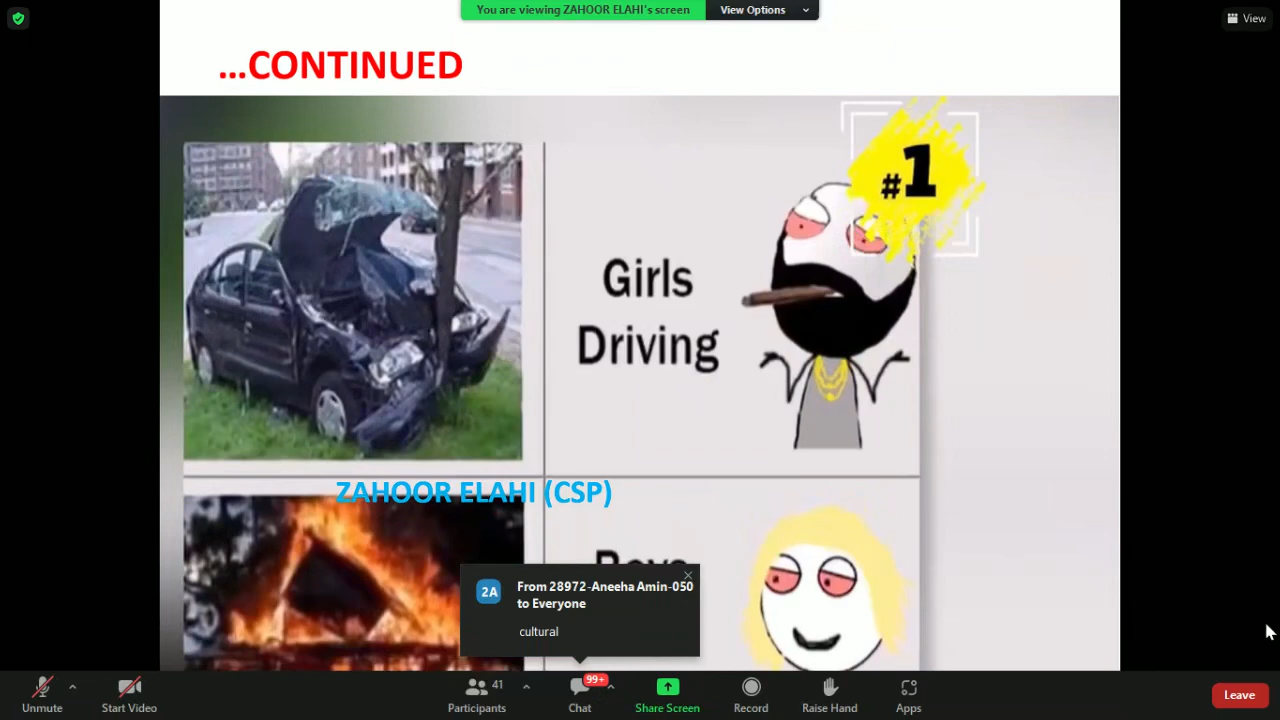 You are viewing ZAHOOR ELAHI's screen
View Options
View
...CONTINUED
#1
Girls
Driving
ZAHOOR ELAHI (CSP)
Boys
2A
From 28972-Aneeha Amin-050
to Everyone
cultural
Unmute
Start Video
41
Participants
99+
Chat
Share Screen
Record
Raise Hand
Apps
Leave